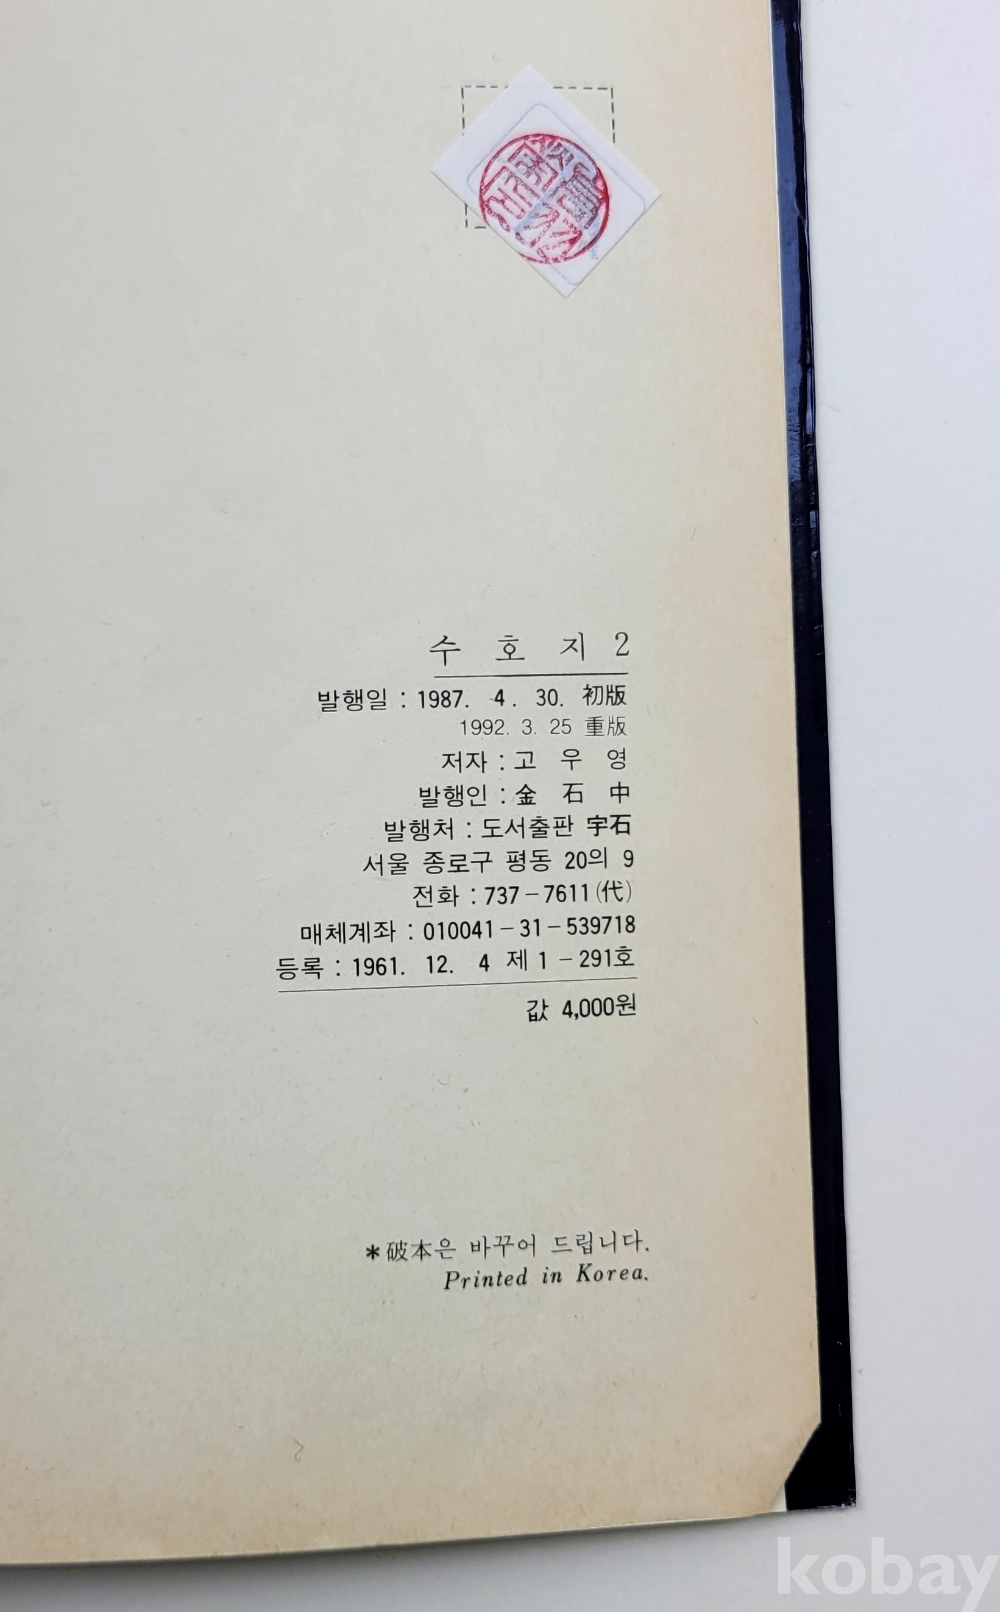 수 호 지 2
발행일 : 1987. 4. 30. 初版
1992. 3. 25 重版
저자 : 고 우 영
발행인 : 金 石 中
발행처 : 도서출판 宇石
서울 종로구 평동 20의 9
전화 : 737-7611(代)
매체계좌 : 010041-31-539718
등록 : 1961. 12. 4 제1-291호
값 4,000원
*破本은 바꾸어 드립니다.
Printed in Korea.
kobay